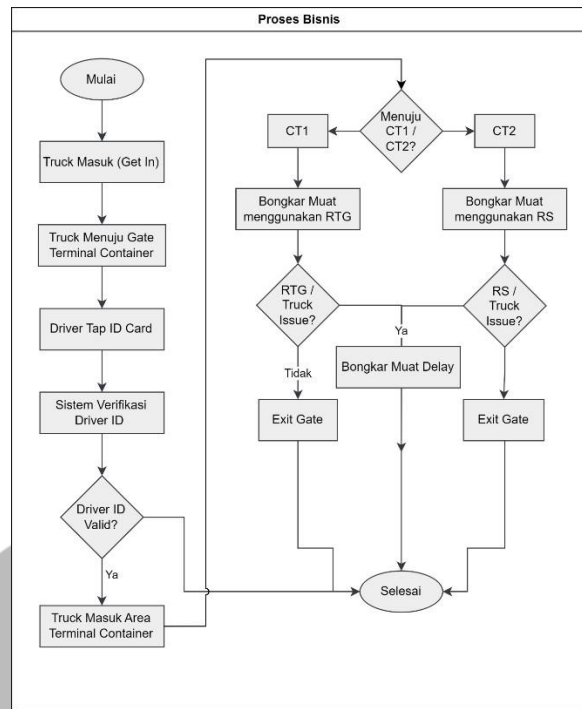 Proses Bisnis
Mulai
Truck Masuk (Get In)
Truck Menuju Gate
Terminal Container
Driver Tap ID Card
Sistem Verifikasi
Driver ID
Driver ID
Valid?
Ya
Truck Masuk Area
Terminal Container
Menuju
CT1 /
CT2?
CT1
CT2
Bongkar Muat
menggunakan RTG
Bongkar Muat
menggunakan RS
RTG /
Truck
Issue?
RS /
Truck
Issue?
Ya
Tidak
Bongkar Muat Delay
Exit Gate
Exit Gate
Selesai